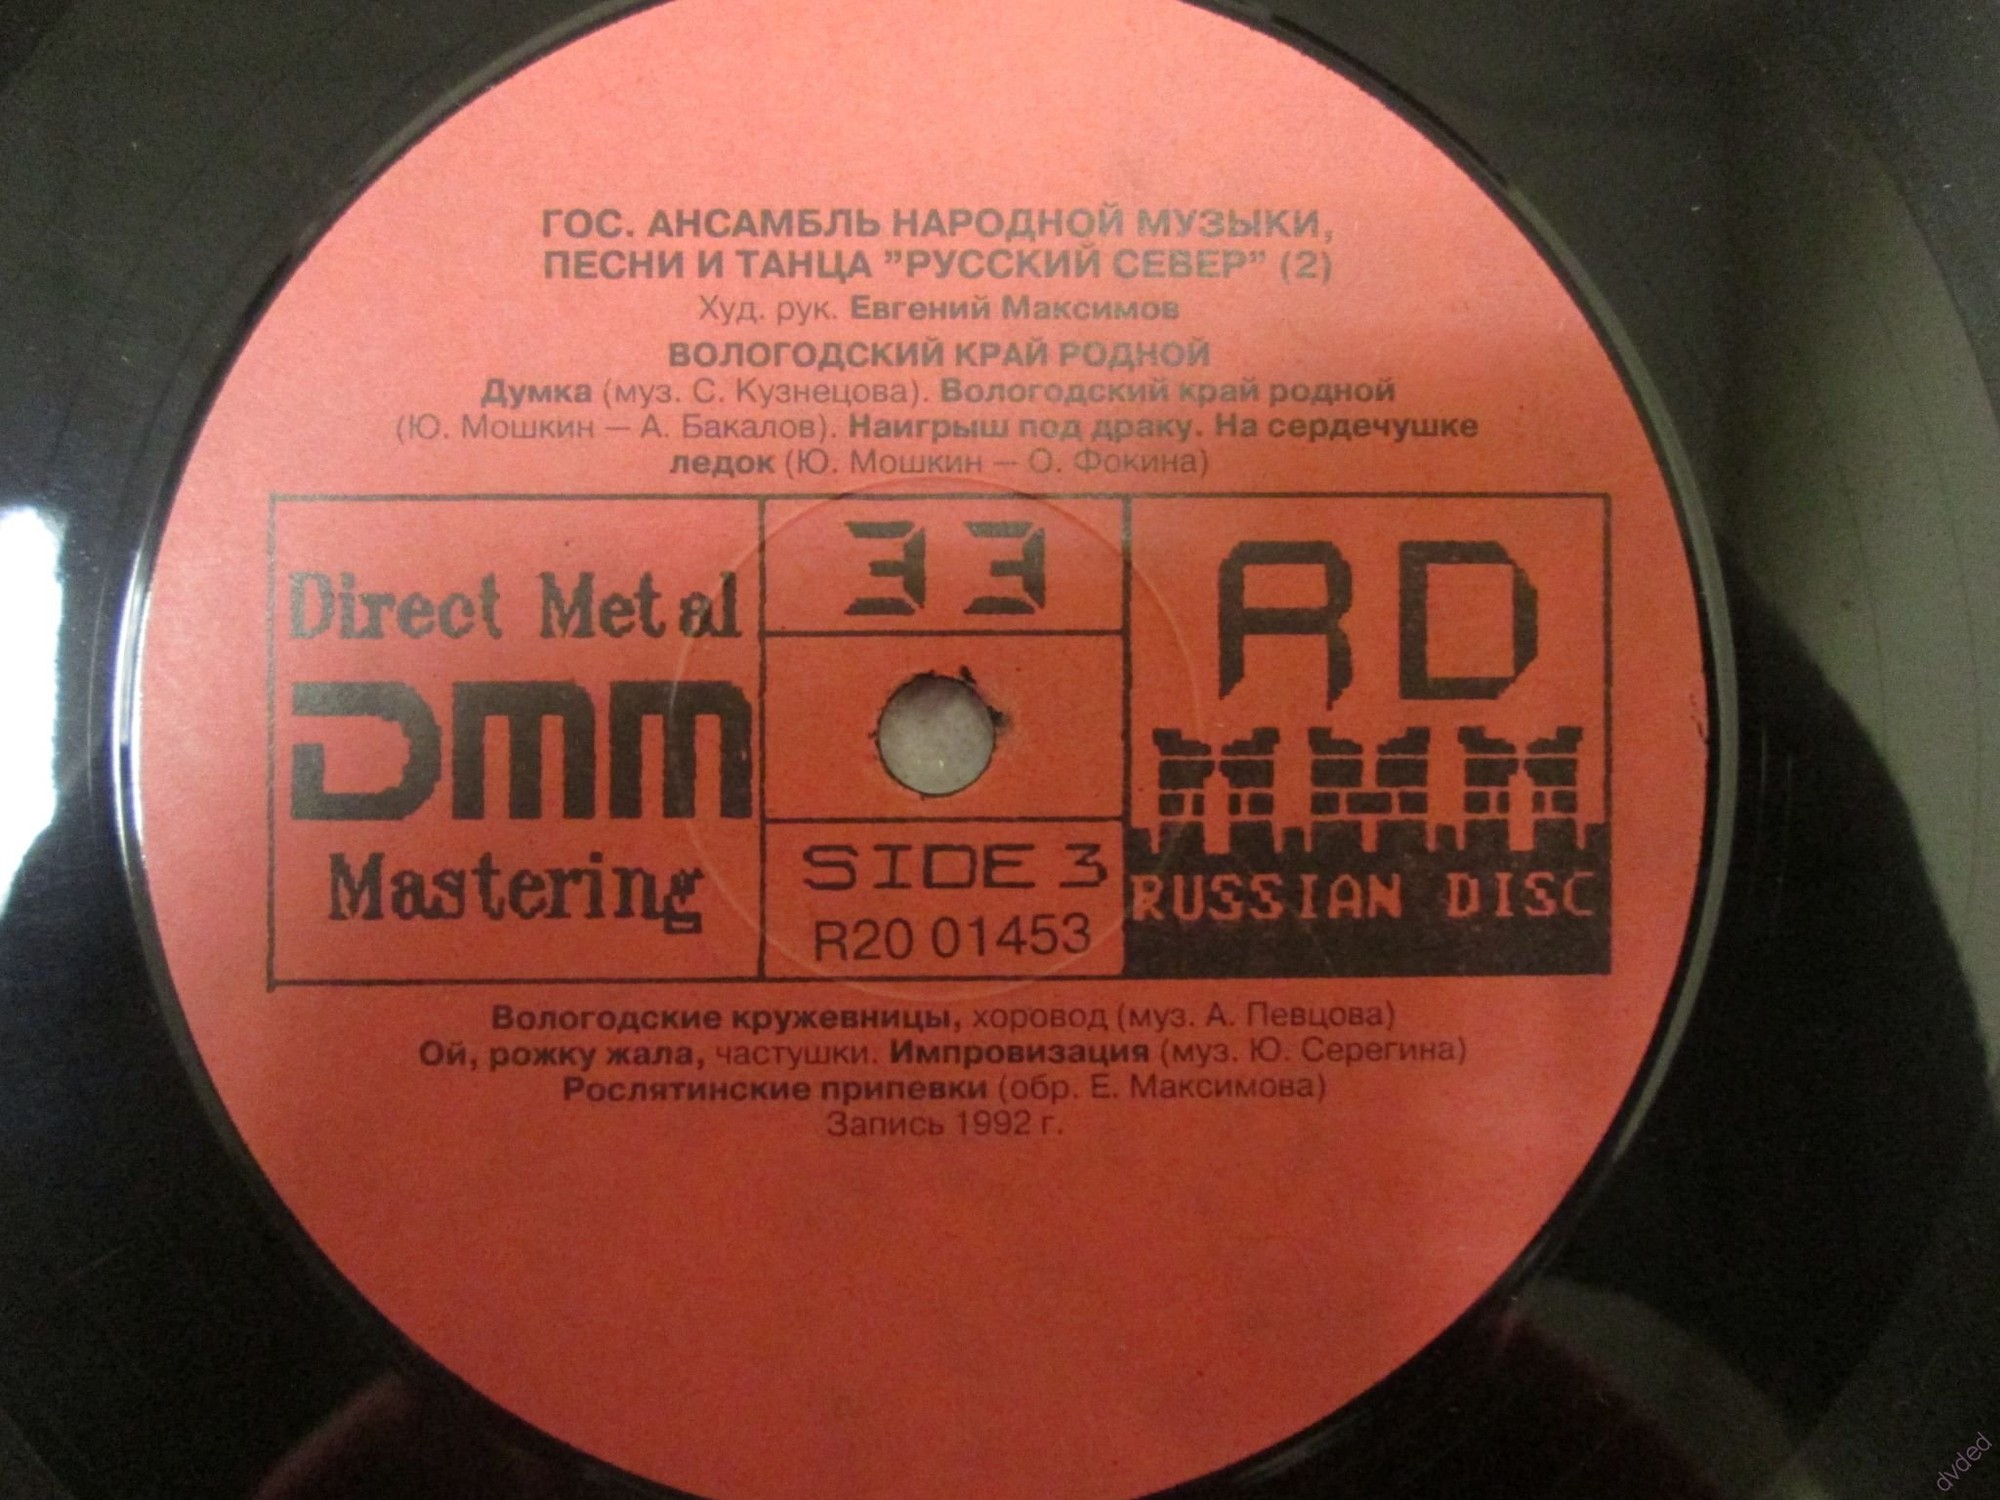 ГОС. АНСАМБЛЬ НАРОДНОЙ МУЗЫКИ,
ПЕСНИ И ТАНЦА "РУССКИЙ СЕВЕР" (2)
Худ. рук. Евгений Максимов
ВОЛОГОДСКИЙ КРАЙ РОДНОЙ
Думка (муз. С. Кузнецова). Вологодский край родной
(Ю. Мошкин — А. Бакалов). Наигрыш под драку. На сердечушке
ледок (Ю. Мошкин — О. Фокина)
Direct Metal
DMM
Mastering
33
SIDE 3
R20 01453
RD
RUSSIAN DISC
Вологодские кружевницы, хоровод (муз. А. Певцова)
Ой, рожку жала, частушки. Импровизация (муз. Ю. Серегина)
Рослятинские припевки (обр. Е. Максимова)
Запись 1992 г.
dvded